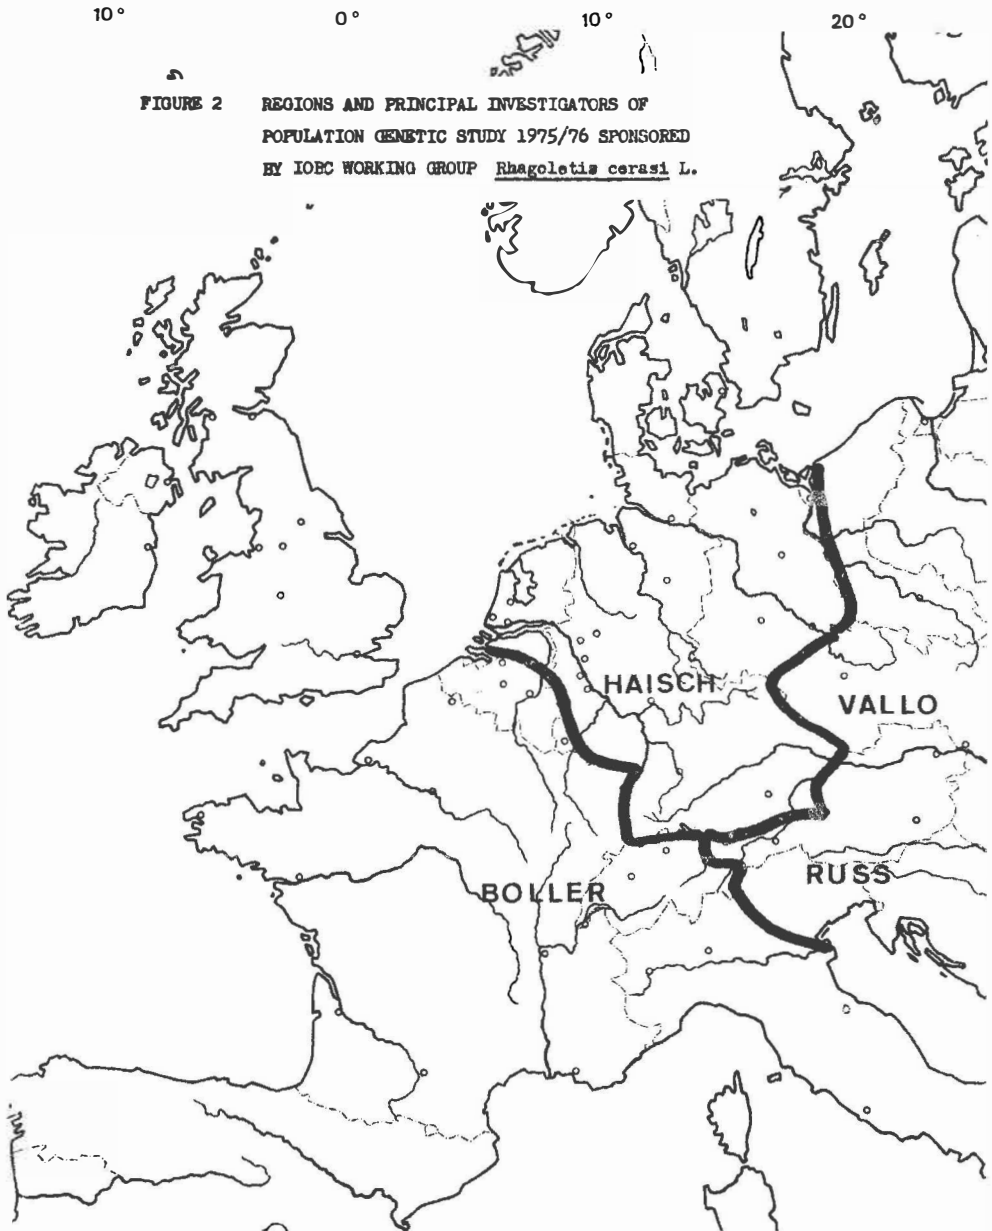 10° 0° 10° 20°
FIGURE 2 REGIONS AND PRINCIPAL INVESTIGATORS OF
POPULATION GENETIC STUDY 1975/76 SPONSORED
BY IOBC WORKING GROUP Rhagoletis cerasi L.
HAISCH
VALLO
RUSS
BOLLER